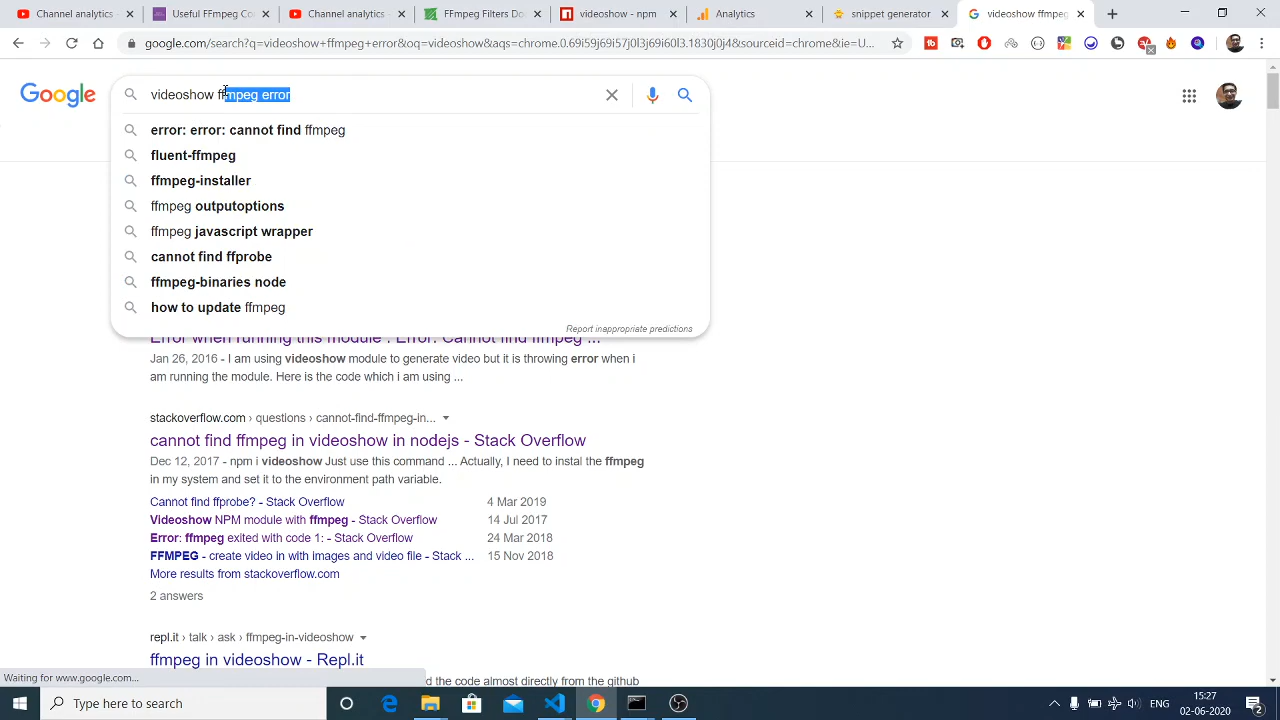 Channel analytics
Useful FFmpeg Co
Channel analytics
FFmpeg Filters Do
videoshow - npm
Analytics
snippet generator
videoshow ffmpeg
google.com/search?q=videoshow+ffmpeg+error&oq=videoshow&aqs=chrome.0.69i59j69i57j0l3j69i60l3.1830j0j4&sourceid=chrome&ie=U...
Google
videoshow ffmpeg error
error: error: cannot find ffmpeg
fluent-ffmpeg
ffmpeg-installer
ffmpeg outputoptions
ffmpeg javascript wrapper
cannot find ffprobe
ffmpeg-binaries node
how to update ffmpeg
Report inappropriate predictions
Error when running this module : Error: Cannot find ffmpeg ...
Jan 26, 2016 - I am using videoshow module to generate video but it is throwing error when i
am running the module. Here is the code which i am using ...
stackoverflow.com › questions › cannot-find-ffmpeg-in...
cannot find ffmpeg in videoshow in nodejs - Stack Overflow
Dec 12, 2017 - npm i videoshow Just use this command ... Actually, I need to instal the ffmpeg
in my system and set it to the environment path variable.
Cannot find ffprobe? - Stack Overflow 4 Mar 2019
Videoshow NPM module with ffmpeg - Stack Overflow 14 Jul 2017
Error: ffmpeg exited with code 1: - Stack Overflow 24 Mar 2018
FFMPEG - create video in with images and video file - Stack ... 15 Nov 2018
More results from stackoverflow.com
2 answers
repl.it › talk › ask › ffmpeg-in-videoshow
ffmpeg in videoshow - Repl.it
d the code almost directly from the github
Waiting for www.google.com...
Type here to search
ENG
15:27
02-06-2020
2